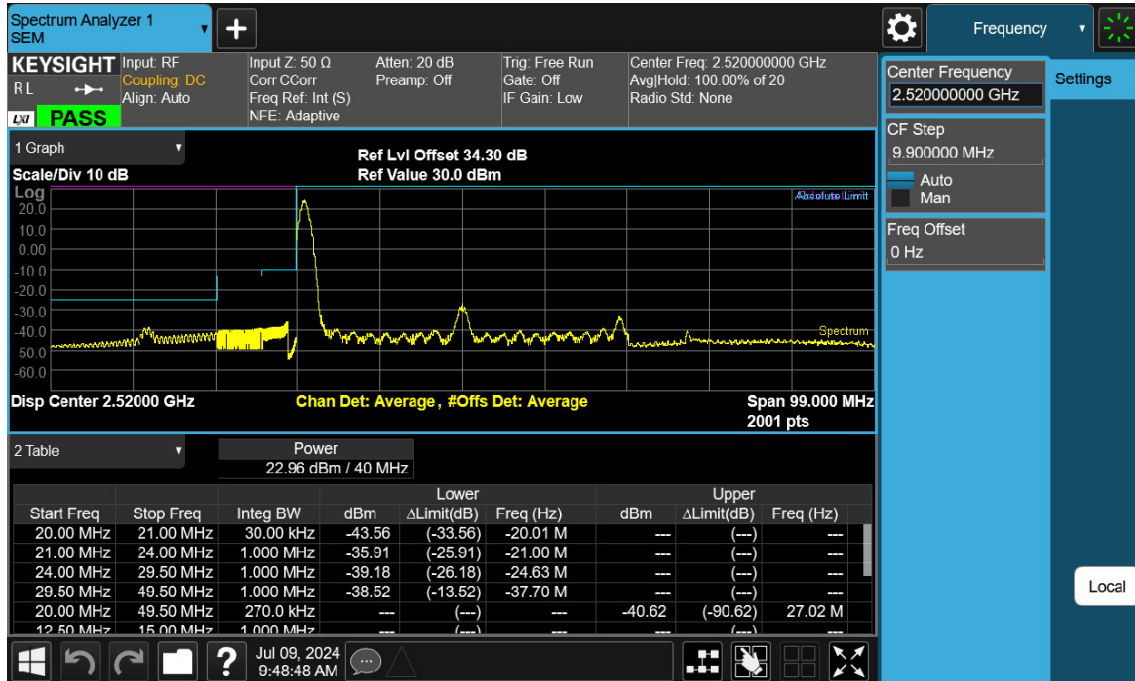 Spectrum Analyzer 1
SEM
Frequency
KEYSIGHT
R L
LXI PASS
Input: RF
Coupling: DC
Align: Auto
Input Z: 50 Ω
Corr CCorr
Freq Ref: Int (S)
NFE: Adaptive
Atten: 20 dB
Preamp: Off
Trig: Free Run
Gate: Off
IF Gain: Low
Center Freq: 2.520000000 GHz
Avg|Hold: 100.00% of 20
Radio Std: None
Center Frequency
2.520000000 GHz
Settings
CF Step
9.900000 MHz
Auto
Man
Freq Offset
0 Hz
1 Graph
Scale/Div 10 dB
Ref Lvl Offset 34.30 dB
Ref Value 30.0 dBm
Log
20.0
10.0
0.00
-10.0
-20.0
-30.0
-40.0
50.0
-60.0
Spectrum
Disp Center 2.52000 GHz
Chan Det: Average , #Offs Det: Average
Span 99.000 MHz
2001 pts
2 Table
Power
22.96 dBm / 40 MHz
Lower Upper
Start Freq Stop Freq Integ BW dBm ΔLimit(dB) Freq (Hz) dBm ΔLimit(dB) Freq (Hz)
20.00 MHz 21.00 MHz 30.00 kHz -43.56 (-33.56) -20.01 M --- (---) ---
21.00 MHz 24.00 MHz 1.000 MHz -35.91 (-25.91) -21.00 M --- (---) ---
24.00 MHz 29.50 MHz 1.000 MHz -39.18 (-26.18) -24.63 M --- (---) ---
29.50 MHz 49.50 MHz 1.000 MHz -38.52 (-13.52) -37.70 M --- (---) ---
20.00 MHz 49.50 MHz 270.0 kHz --- (---) --- -40.62 (-90.62) 27.02 M
12.50 MHz 15.00 MHz 1.000 MHz --- (---) --- --- (---) ---
Local
?
Jul 09, 2024
9:48:48 AM